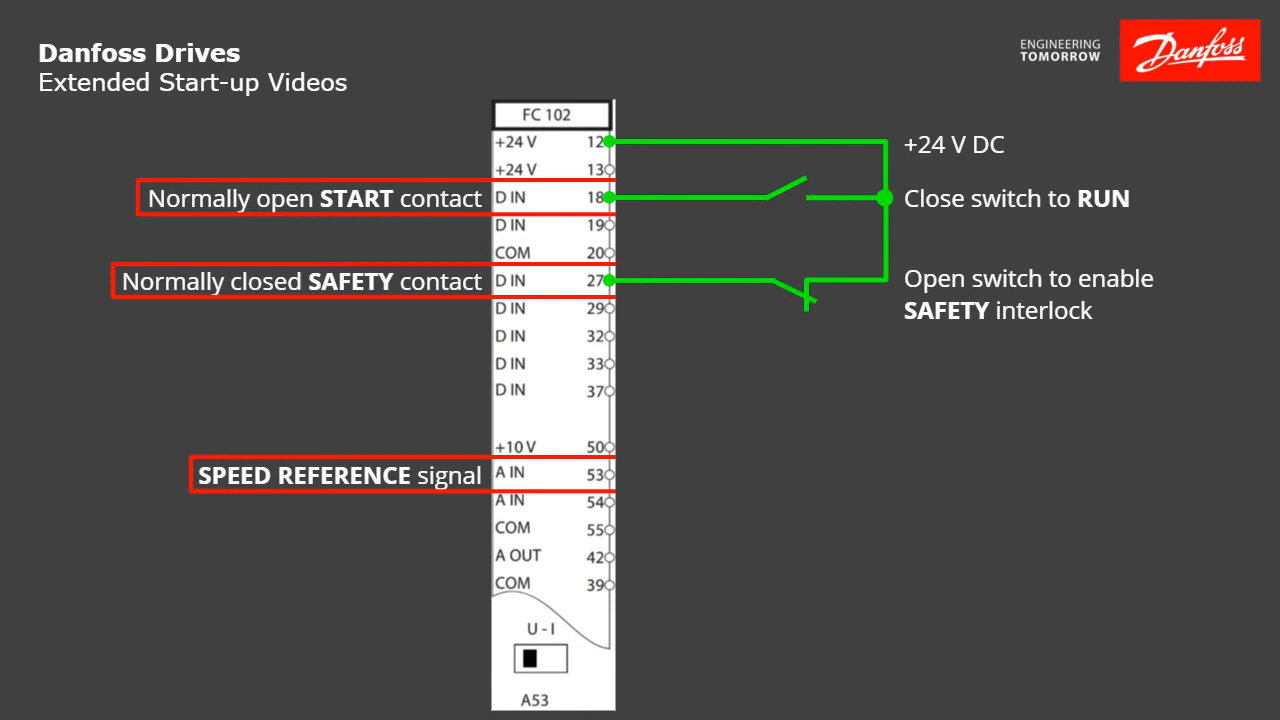 Danfoss Drives
Extended Start-up Videos
ENGINEERING
TOMORROW
Danfoss
FC 102
+24 V 12
+24 V DC
+24 V 13
Normally open START contact
D IN 18
Close switch to RUN
D IN 19
COM 20
Normally closed SAFETY contact
D IN 27
Open switch to enable
SAFETY interlock
D IN 29
D IN 32
D IN 33
D IN 37
+10 V 50
SPEED REFERENCE signal
A IN 53
A IN 54
COM 55
A OUT 42
COM 39
U - I
A53